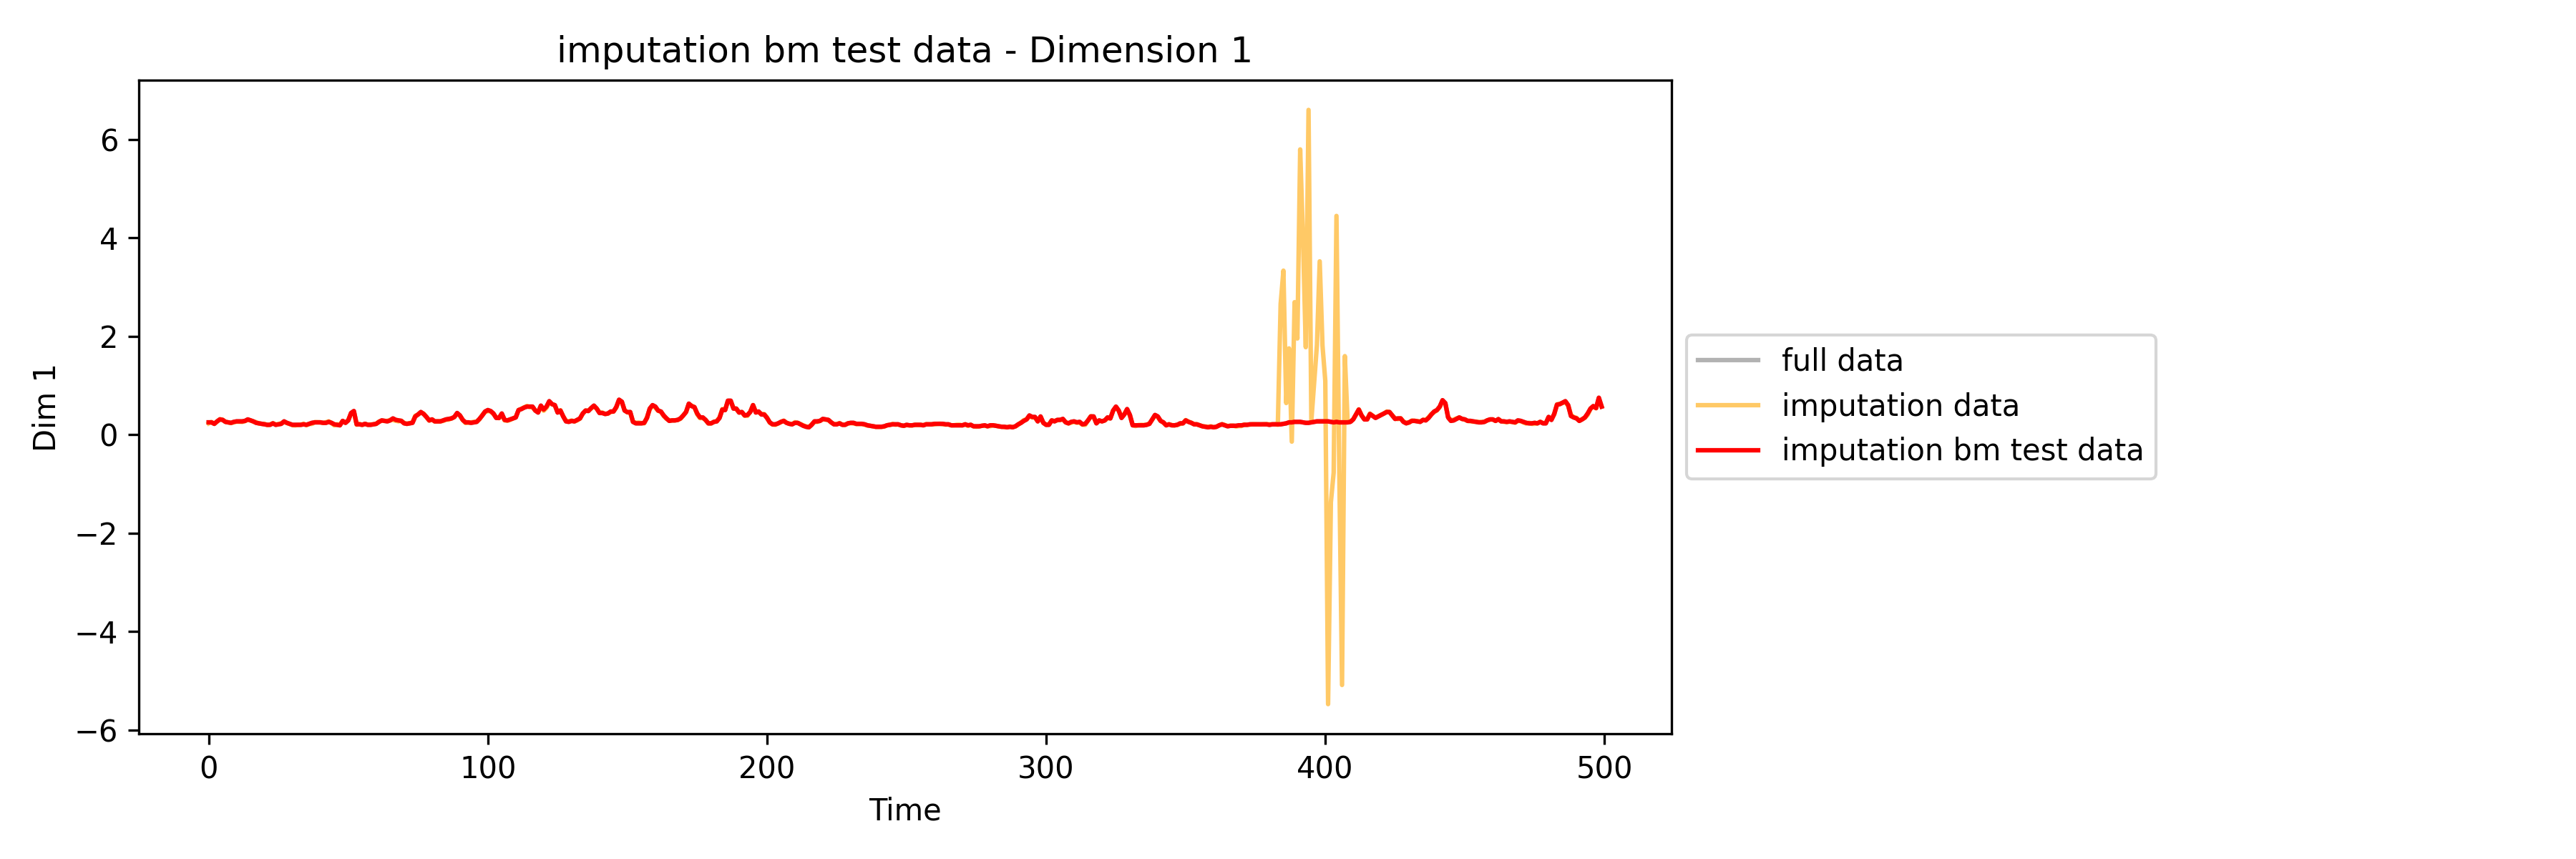 imputation bm test data - Dimension 1
6
4
2
0
−2
−4
−6
Dim 1
0 100 200 300 400 500
Time
full data
imputation data
imputation bm test data